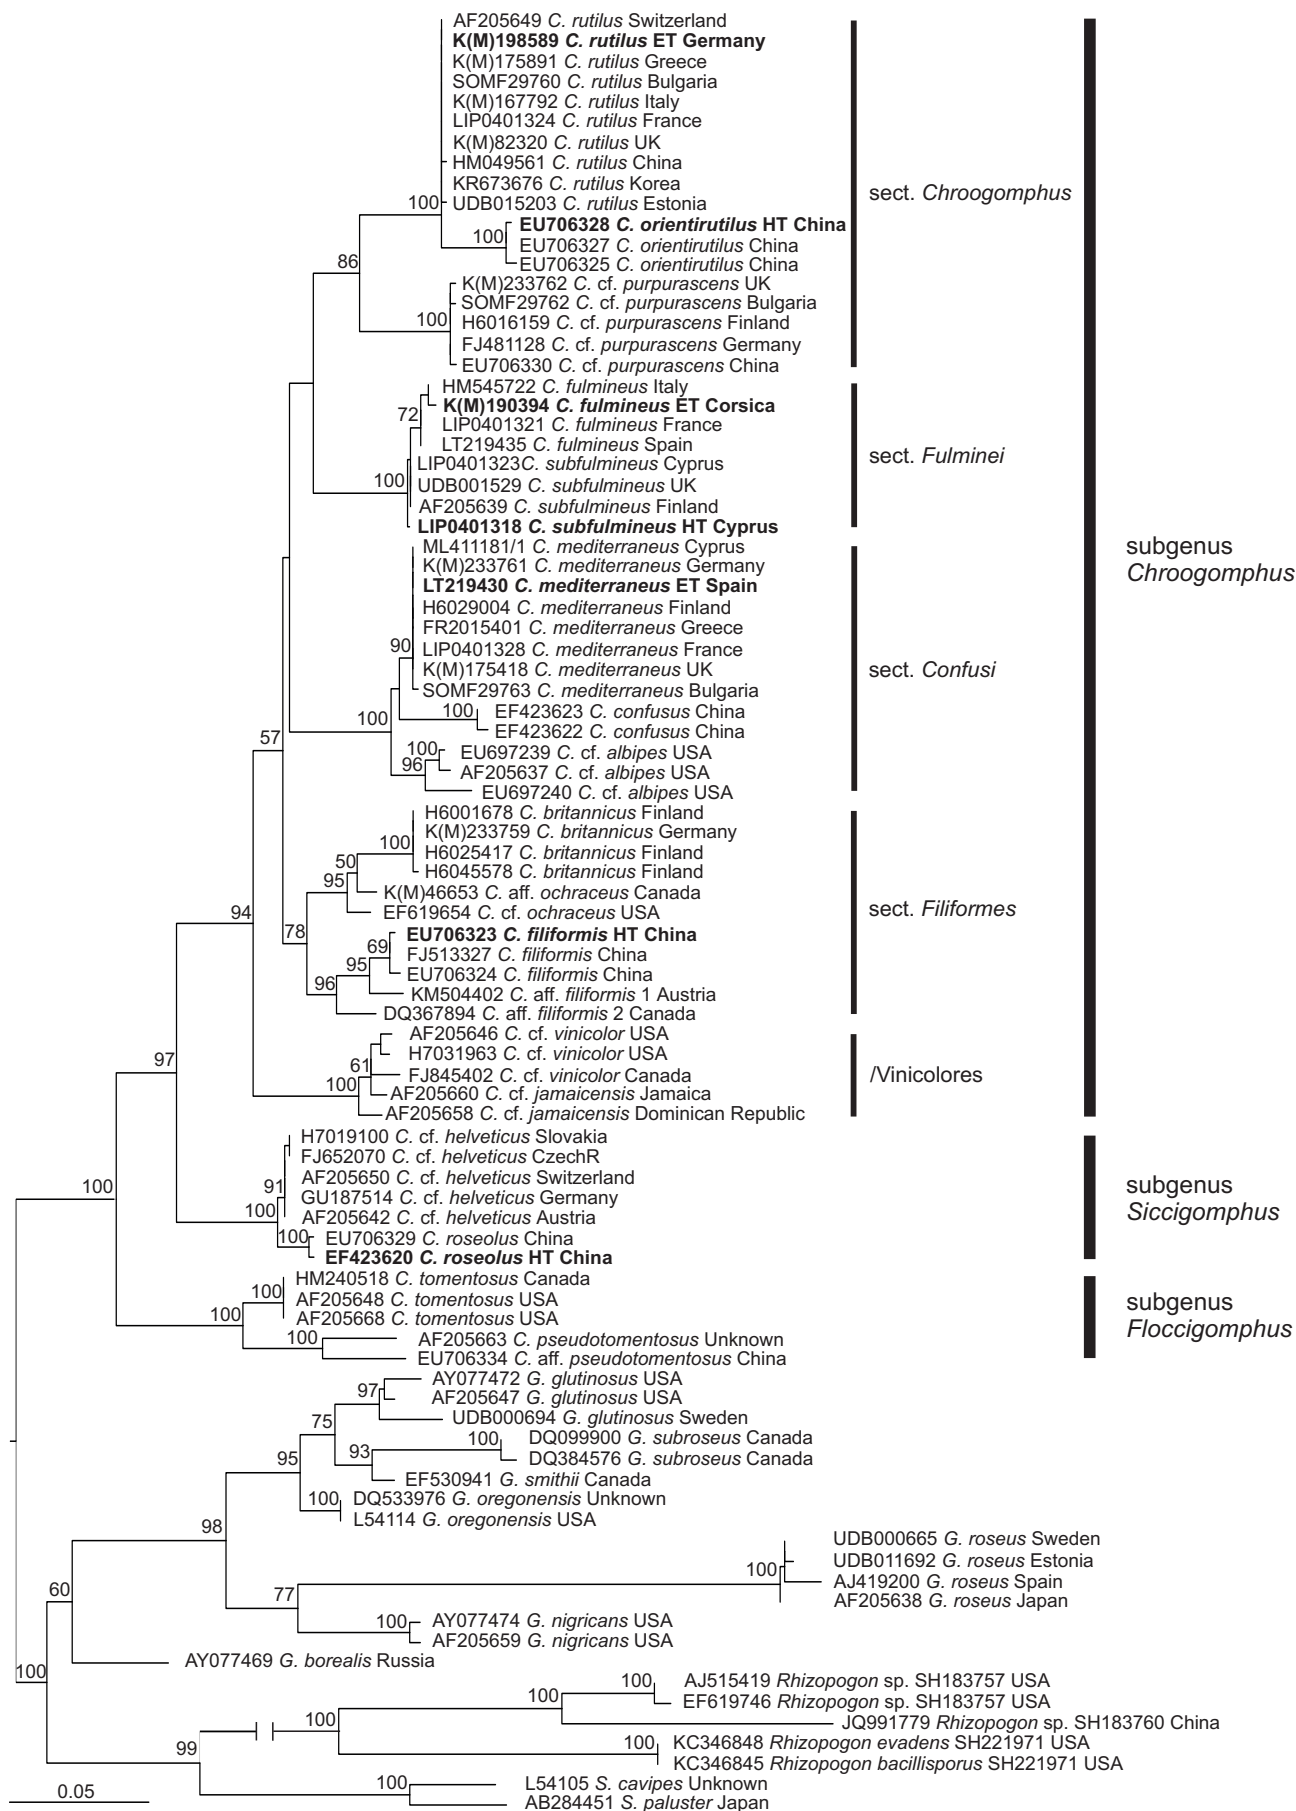 AF205649 C. rutilus Switzerland
K(M)198589 C. rutilus ET Germany
K(M)175891 C. rutilus Greece
SOMF29760 C. rutilus Bulgaria
K(M)167792 C. rutilus Italy
LIP0401324 C. rutilus France
K(M)82320 C. rutilus UK
HM049561 C. rutilus China
KR673676 C. rutilus Korea
UDB015203 C. rutilus Estonia
100
EU706328 C. orientirutilus HT China
100
EU706327 C. orientirutilus China
EU706325 C. orientirutilus China
86
K(M)233762 C. cf. purpurascens UK
SOMF29762 C. cf. purpurascens Bulgaria
100
H6016159 C. cf. purpurascens Finland
FJ481128 C. cf. purpurascens Germany
EU706330 C. cf. purpurascens China
sect. Chroogomphus
HM545722 C. fulmineus Italy
K(M)190394 C. fulmineus ET Corsica
72
LIP0401321 C. fulmineus France
LT219435 C. fulmineus Spain
LIP0401323C. subfulmineus Cyprus
100
UDB001529 C. subfulmineus UK
AF205639 C. subfulmineus Finland
LIP0401318 C. subfulmineus HT Cyprus
sect. Fulminei
ML411181/1 C. mediterraneus Cyprus
K(M)233761 C. mediterraneus Germany
LT219430 C. mediterraneus ET Spain
H6029004 C. mediterraneus Finland
FR2015401 C. mediterraneus Greece
90
LIP0401328 C. mediterraneus France
K(M)175418 C. mediterraneus UK
SOMF29763 C. mediterraneus Bulgaria
100
EF423623 C. confusus China
100
EF423622 C. confusus China
57
100
EU697239 C. cf. albipes USA
96
AF205637 C. cf. albipes USA
EU697240 C. cf. albipes USA
sect. Confusi
H6001678 C. britannicus Finland
K(M)233759 C. britannicus Germany
100
H6025417 C. britannicus Finland
50
H6045578 C. britannicus Finland
95
K(M)46653 C. aff. ochraceus Canada
EF619654 C. cf. ochraceus USA
94
78
EU706323 C. filiformis HT China
69
FJ513327 C. filiformis China
95
EU706324 C. filiformis China
96
KM504402 C. aff. filiformis 1 Austria
DQ367894 C. aff. filiformis 2 Canada
sect. Filiformes
AF205646 C. cf. vinicolor USA
H7031963 C. cf. vinicolor USA
97
61
FJ845402 C. cf. vinicolor Canada
100
AF205660 C. cf. jamaicensis Jamaica
AF205658 C. cf. jamaicensis Dominican Republic
/Vinicolores
subgenus
Chroogomphus
H7019100 C. cf. helveticus Slovakia
FJ652070 C. cf. helveticus CzechR
AF205650 C. cf. helveticus Switzerland
100
91
GU187514 C. cf. helveticus Germany
100
AF205642 C. cf. helveticus Austria
100
EU706329 C. roseolus China
EF423620 C. roseolus HT China
subgenus
Siccigomphus
HM240518 C. tomentosus Canada
100
AF205648 C. tomentosus USA
100
AF205668 C. tomentosus USA
100
AF205663 C. pseudotomentosus Unknown
EU706334 C. aff. pseudotomentosus China
subgenus
Floccigomphus
AY077472 G. glutinosus USA
97
AF205647 G. glutinosus USA
75
UDB000694 G. glutinosus Sweden
100
DQ099900 G. subroseus Canada
95
93
DQ384576 G. subroseus Canada
EF530941 G. smithii Canada
100
DQ533976 G. oregonensis Unknown
L54114 G. oregonensis USA
98
UDB000665 G. roseus Sweden
UDB011692 G. roseus Estonia
100
AJ419200 G. roseus Spain
60
77
AF205638 G. roseus Japan
100
AY077474 G. nigricans USA
AF205659 G. nigricans USA
AY077469 G. borealis Russia
100
100
AJ515419 Rhizopogon sp. SH183757 USA
100
EF619746 Rhizopogon sp. SH183757 USA
100
JQ991779 Rhizopogon sp. SH183760 China
99
100
KC346848 Rhizopogon evadens SH221971 USA
KC346845 Rhizopogon bacillisporus SH221971 USA
100
L54105 S. cavipes Unknown
AB284451 S. paluster Japan
0.05